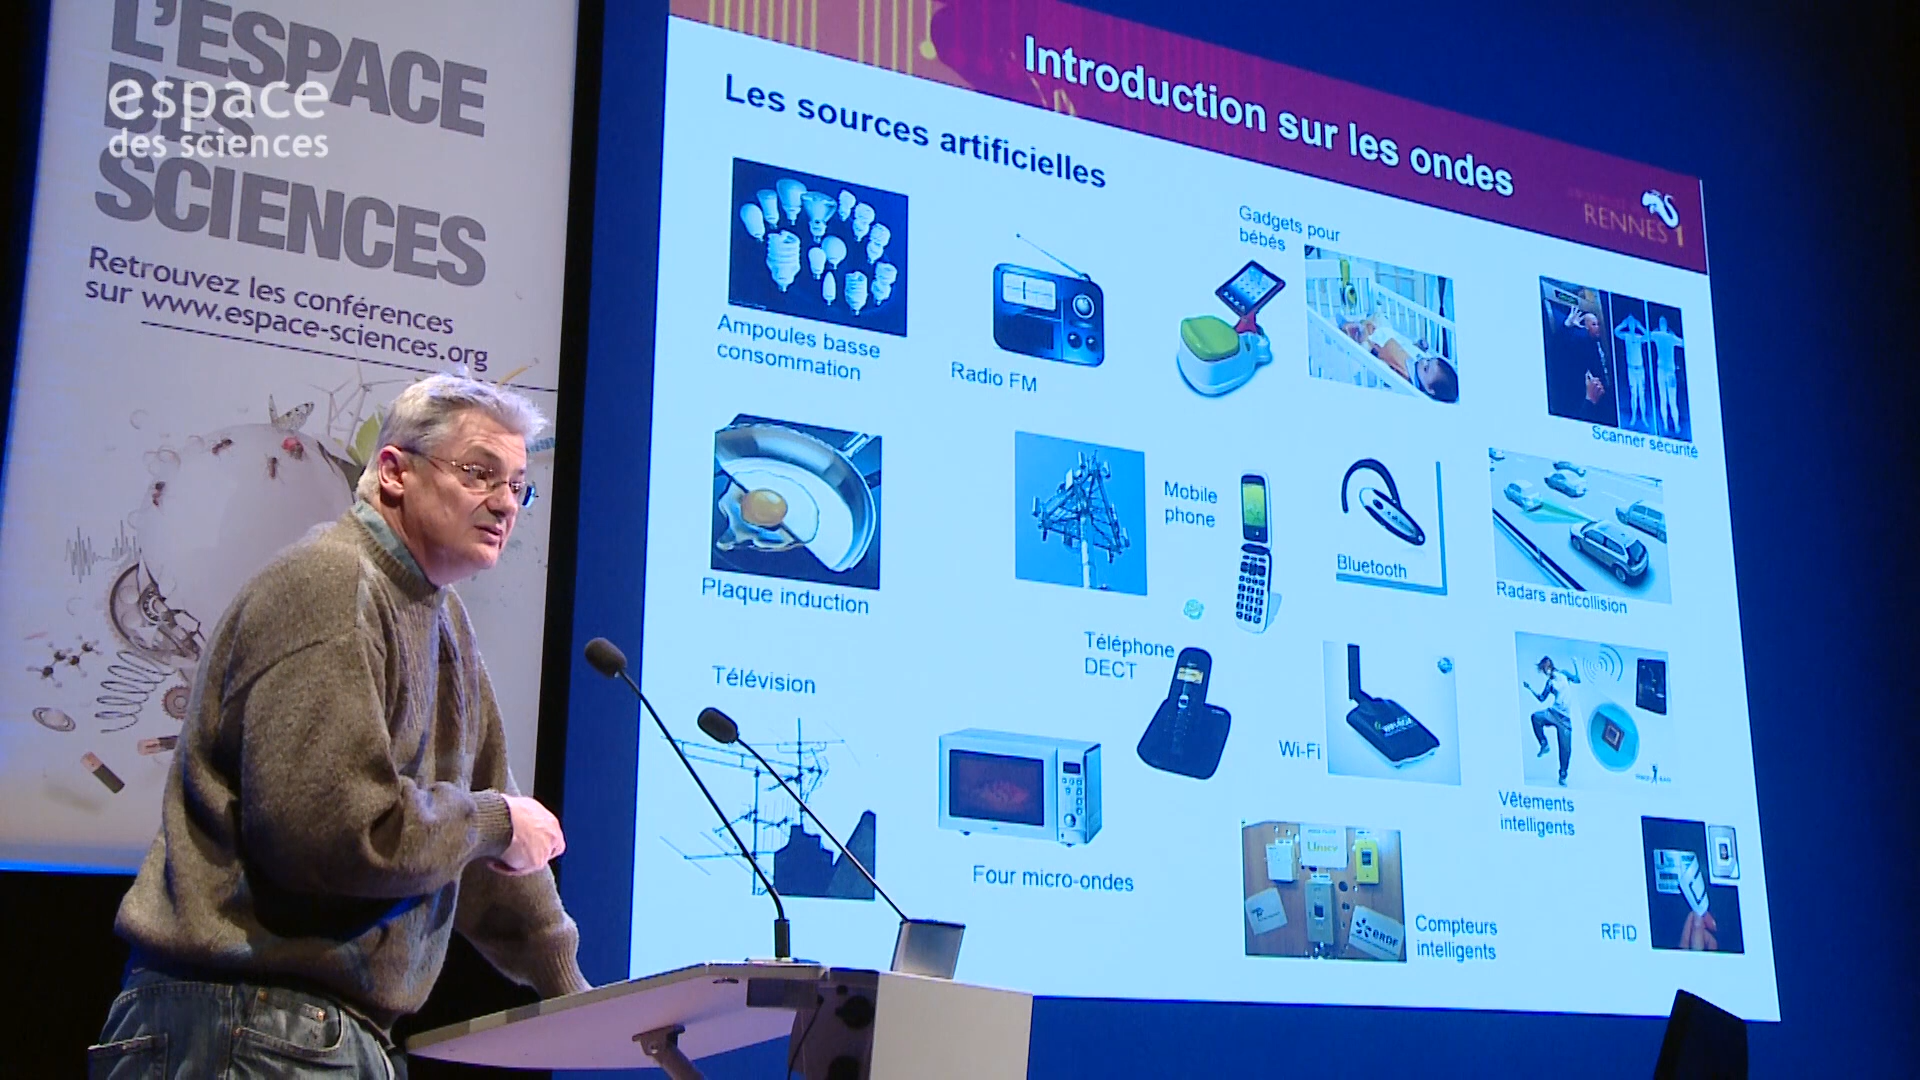 L'ESPACE
DES
SCIENCES
espace
des sciences
Retrouvez les conférences
sur www.espace-sciences.org
Introduction sur les ondes
RENNES 1
Les sources artificielles
Ampoules basse
consommation
Radio FM
Gadgets pour
bébés
Scanner sécurité
Plaque induction
Mobile
phone
Bluetooth
Radars anticollision
Télévision
Téléphone
DECT
Wi-Fi
Vêtements
intelligents
Four micro-ondes
Compteurs
intelligents
eRDF
RFID